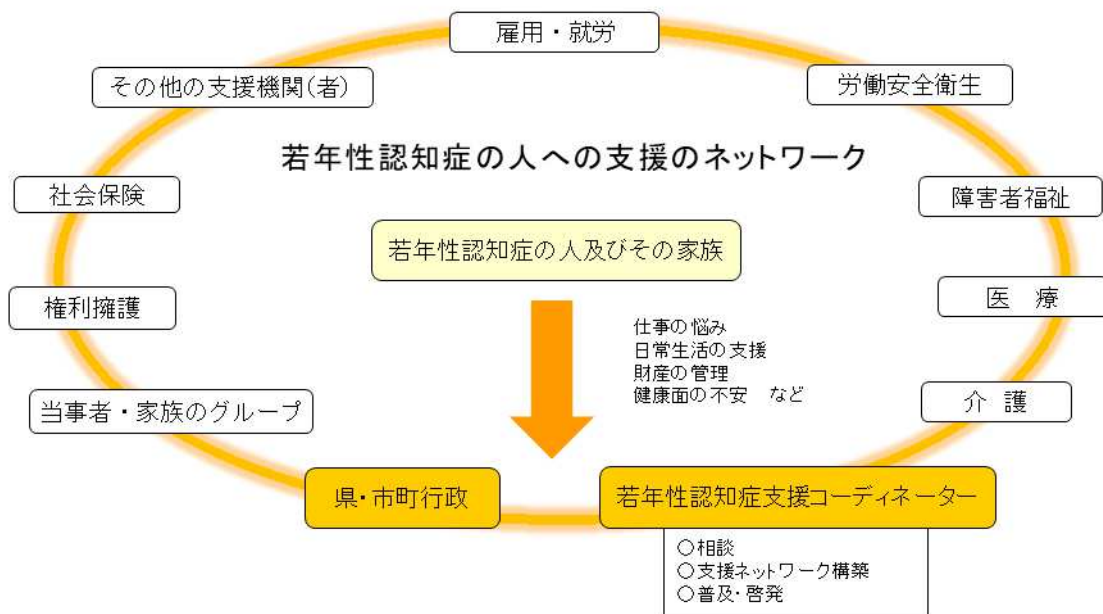 雇用・就労
その他の支援機関(者)
労働安全衛生
若年性認知症の人への支援のネットワーク
社会保険
障害者福祉
若年性認知症の人及びその家族
権利擁護
医　療
仕事の悩み
日常生活の支援
財産の管理
健康面の不安　など
当事者・家族のグループ
介　護
県・市町行政
若年性認知症支援コーディネーター
○相談
○支援ネットワーク構築
○普及・啓発